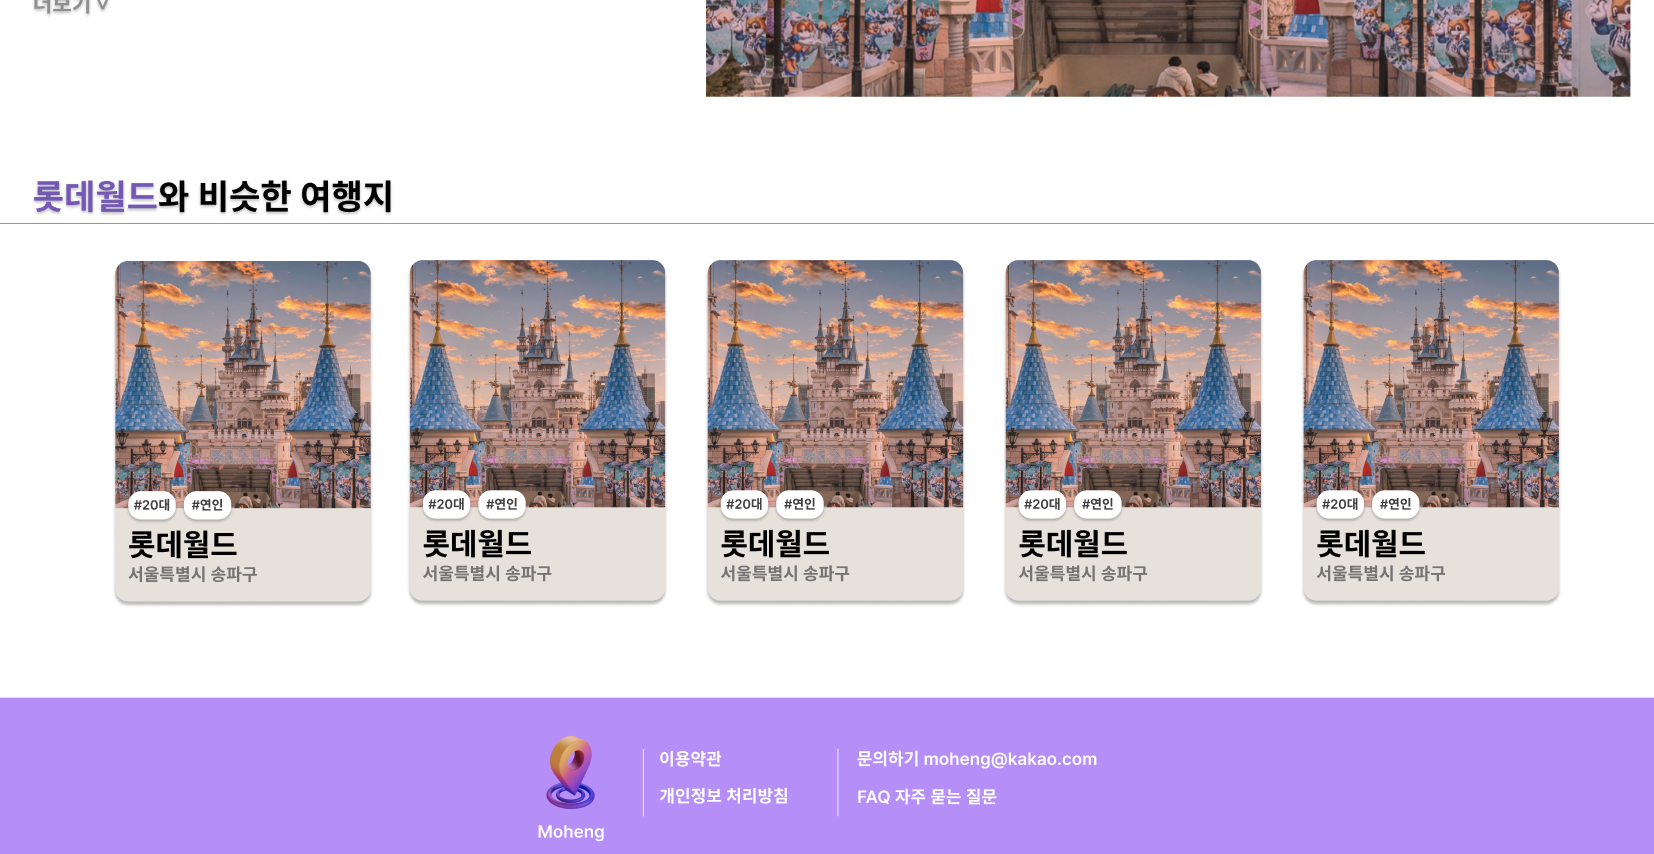 더보기 ∨
롯데월드와 비슷한 여행지
#20대 #연인
롯데월드
서울특별시 송파구
#20대 #연인
롯데월드
서울특별시 송파구
#20대 #연인
롯데월드
서울특별시 송파구
#20대 #연인
롯데월드
서울특별시 송파구
#20대 #연인
롯데월드
서울특별시 송파구
Moheng
이용약관
개인정보 처리방침
문의하기 moheng@kakao.com
FAQ 자주 묻는 질문